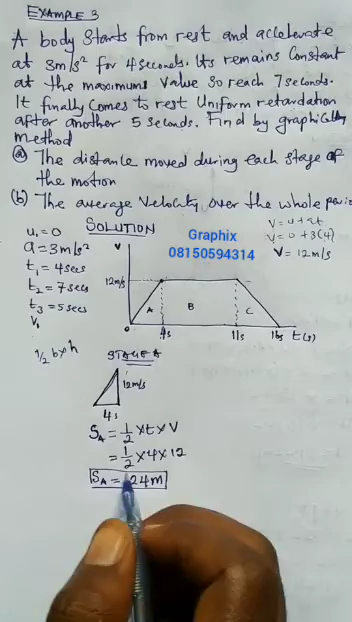 EXAMPLE 3
A body starts from rest and acclelerate
at 3m/s² for 4seconds. Its remains Constant
at the maximums Value so reach 7seconds.
It finally Comes to rest Uniform retardation
after another 5 Seconds. Find by graphically
method
(a) The distance moved during each stage of
the motion
(b) The average velocity over the whole
SOLUTION
u₁ = 0
a = 3m/s²
t₁ = 4secs
t₂ = 7secs
t₃ = 5secs
V₁
1/2 b x h
V = u + at
V = 0 + 3(4)
V = 12m/s
Graphix
08150594314
V
12m/s
A
B
C
0
4s
11s
16s
t(s)
STAGE A
12m/s
4s
S_A = 1/2 x t x V
= 1/2 x 4 x 12
S_A = 24m